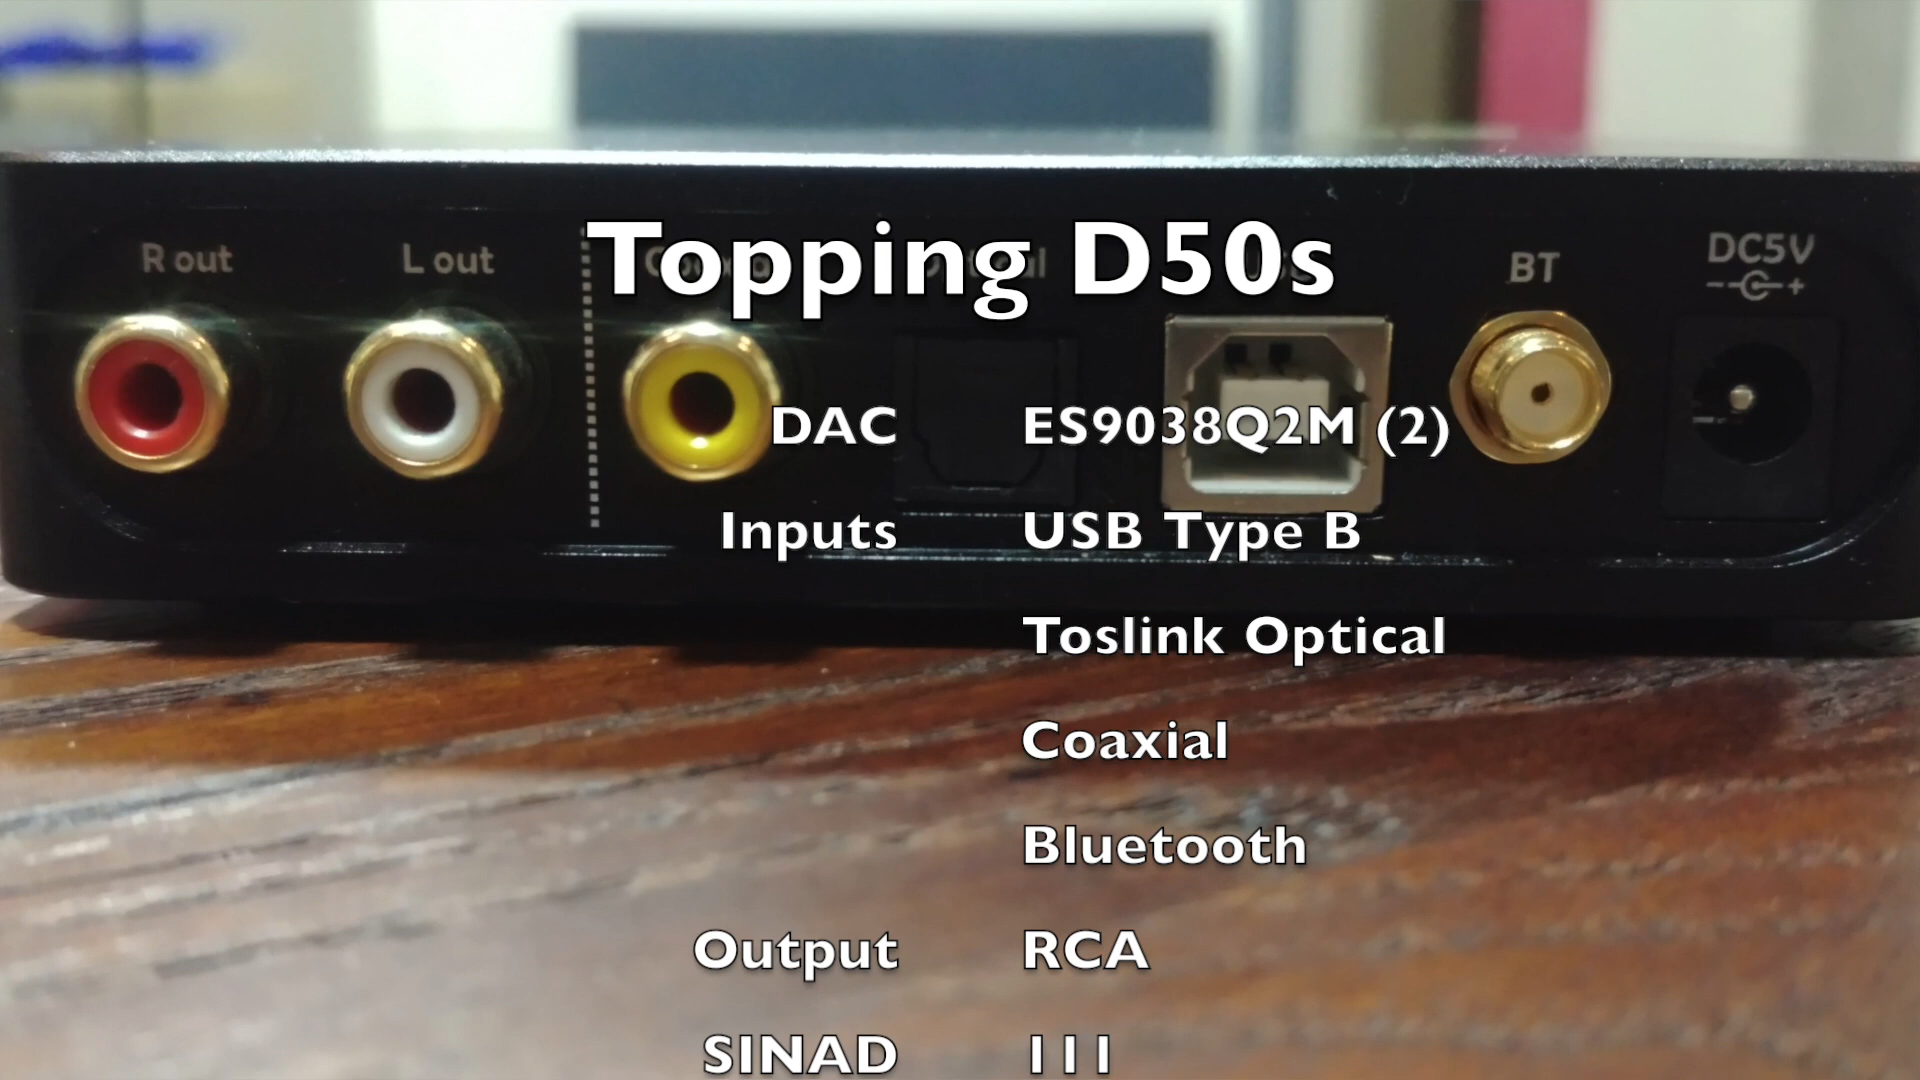 Topping D50s
R out
L out
BT
DC5V
DAC ES9038Q2M (2)
Inputs USB Type B
Toslink Optical
Coaxial
Bluetooth
Output RCA
SINAD 111